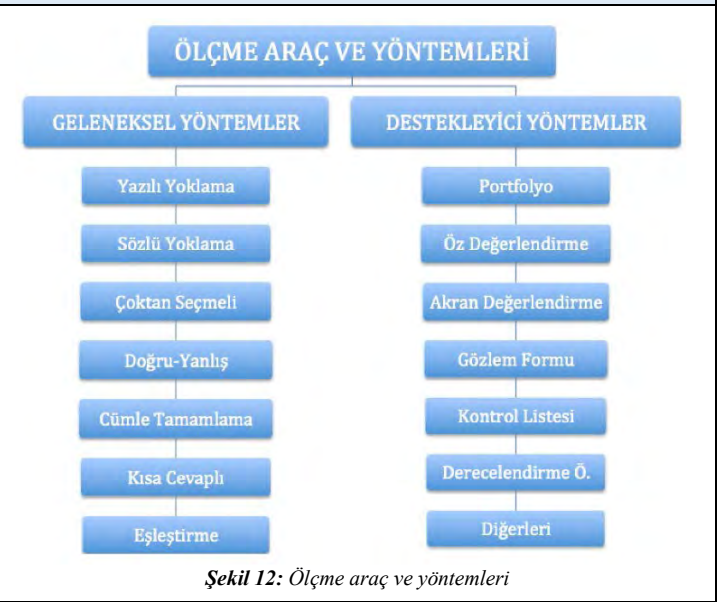 ÖLÇME ARAÇ VE YÖNTEMLERİ
GELENEKSEL YÖNTEMLER
Yazılı Yoklama
Sözlü Yoklama
Çoktan Seçmeli
Doğru-Yanlış
Cümle Tamamlama
Kısa Cevaplı
Eşleştirme
DESTEKLEYİCİ YÖNTEMLER
Portfolyo
Öz Değerlendirme
Akran Değerlendirme
Gözlem Formu
Kontrol Listesi
Derecelendirme Ö.
Diğerleri
Şekil 12: Ölçme araç ve yöntemleri